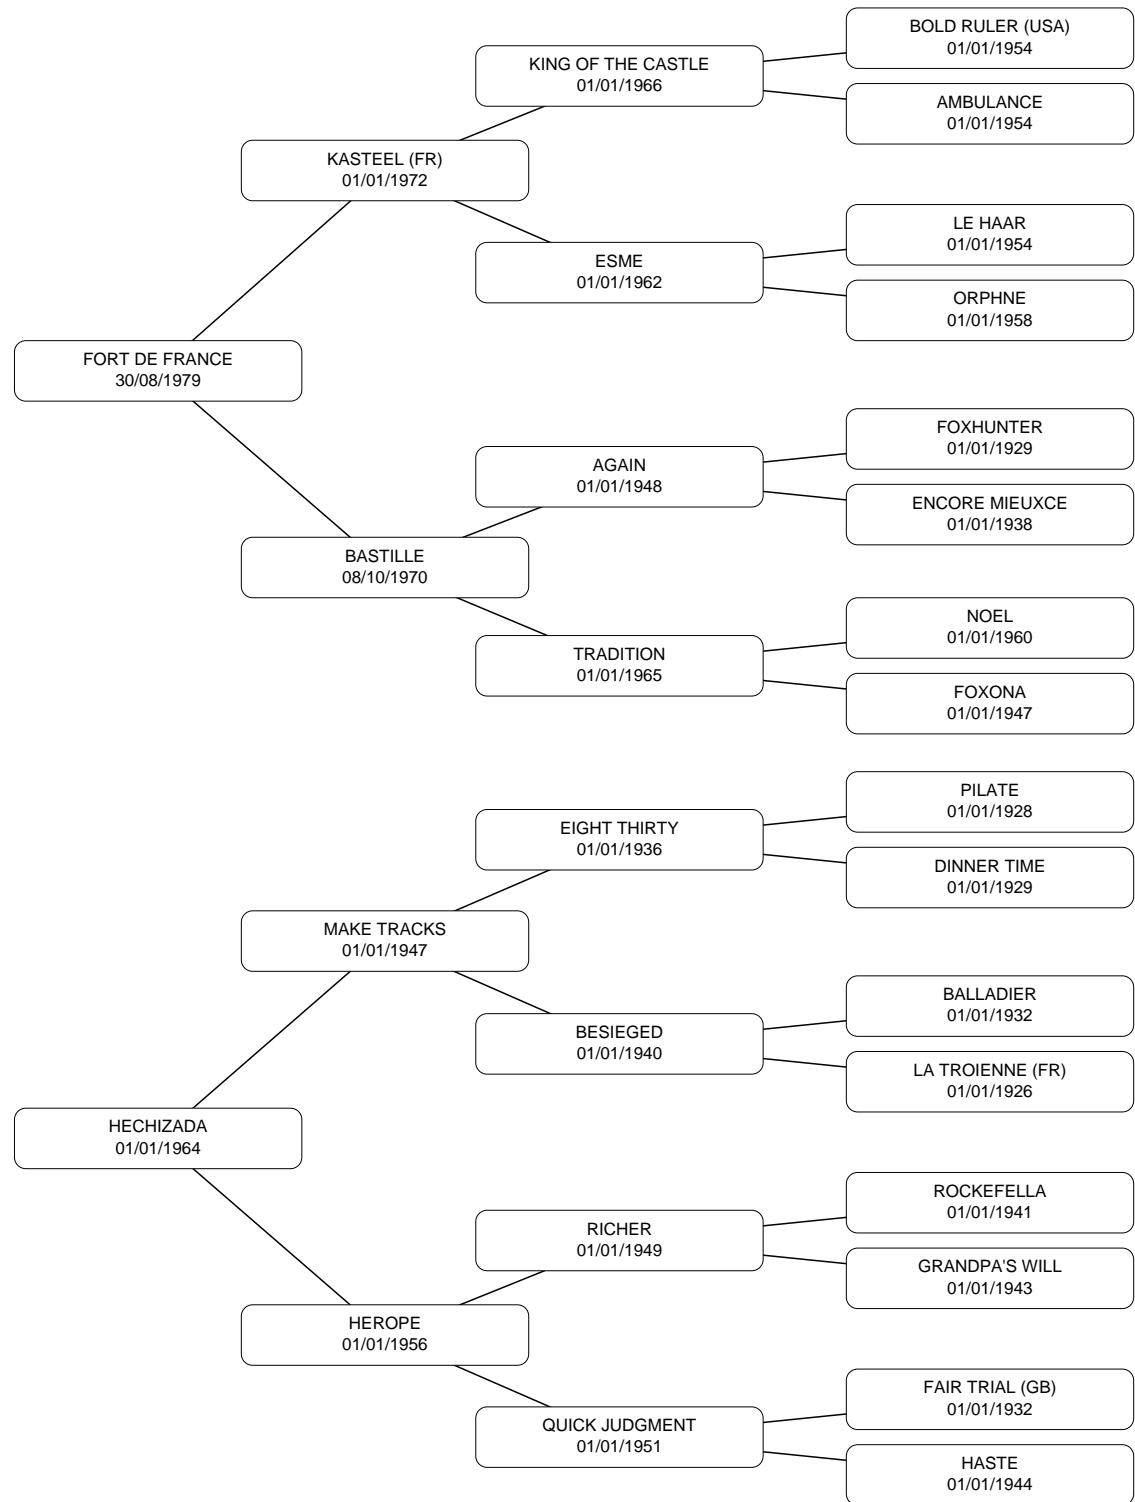 BOLD RULER (USA)
01/01/1954
KING OF THE CASTLE
01/01/1966
AMBULANCE
01/01/1954
KASTEEL (FR)
01/01/1972
LE HAAR
01/01/1954
ESME
01/01/1962
ORPHNE
01/01/1958
FORT DE FRANCE
30/08/1979
FOXHUNTER
01/01/1929
AGAIN
01/01/1948
ENCORE MIEUXCE
01/01/1938
BASTILLE
08/10/1970
NOEL
01/01/1960
TRADITION
01/01/1965
FOXONA
01/01/1947
PILATE
01/01/1928
EIGHT THIRTY
01/01/1936
DINNER TIME
01/01/1929
MAKE TRACKS
01/01/1947
BALLADIER
01/01/1932
BESIEGED
01/01/1940
LA TROIENNE (FR)
01/01/1926
HECHIZADA
01/01/1964
ROCKEFELLA
01/01/1941
RICHER
01/01/1949
GRANDPA'S WILL
01/01/1943
HEROPE
01/01/1956
FAIR TRIAL (GB)
01/01/1932
QUICK JUDGMENT
01/01/1951
HASTE
01/01/1944